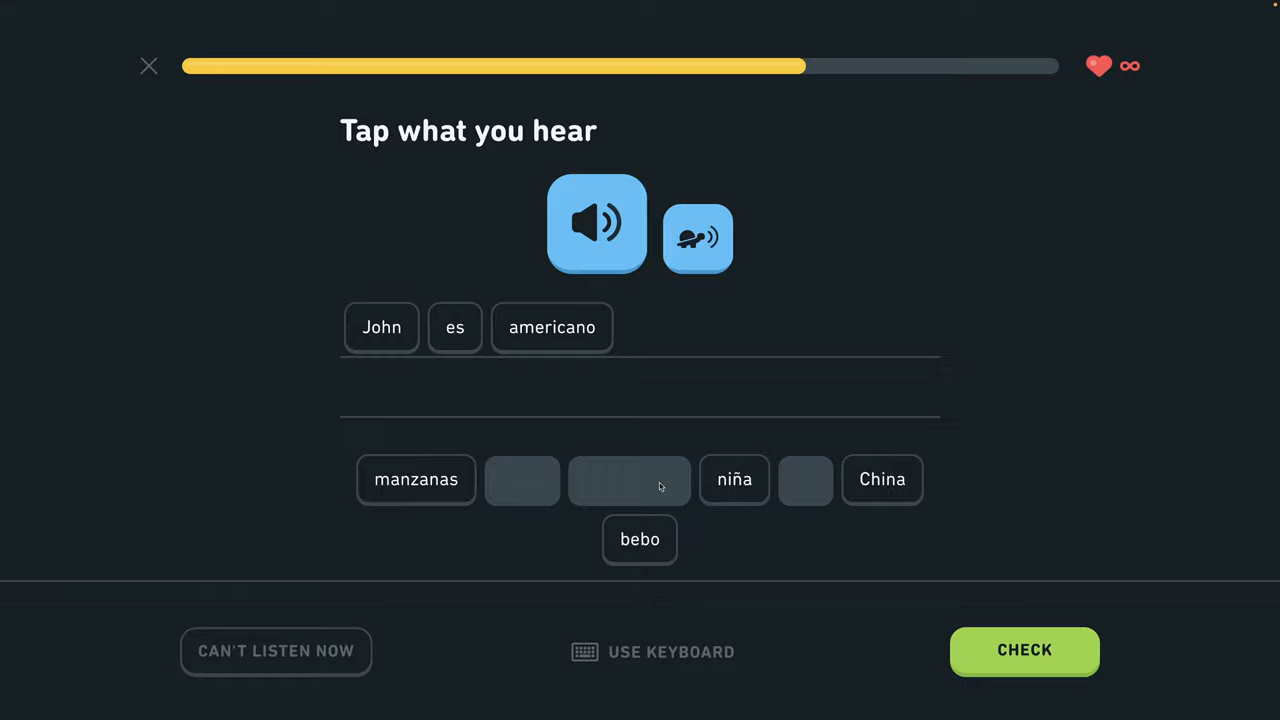 Tap what you hear
John es americano
manzanas niña China
bebo
CAN'T LISTEN NOW USE KEYBOARD CHECK